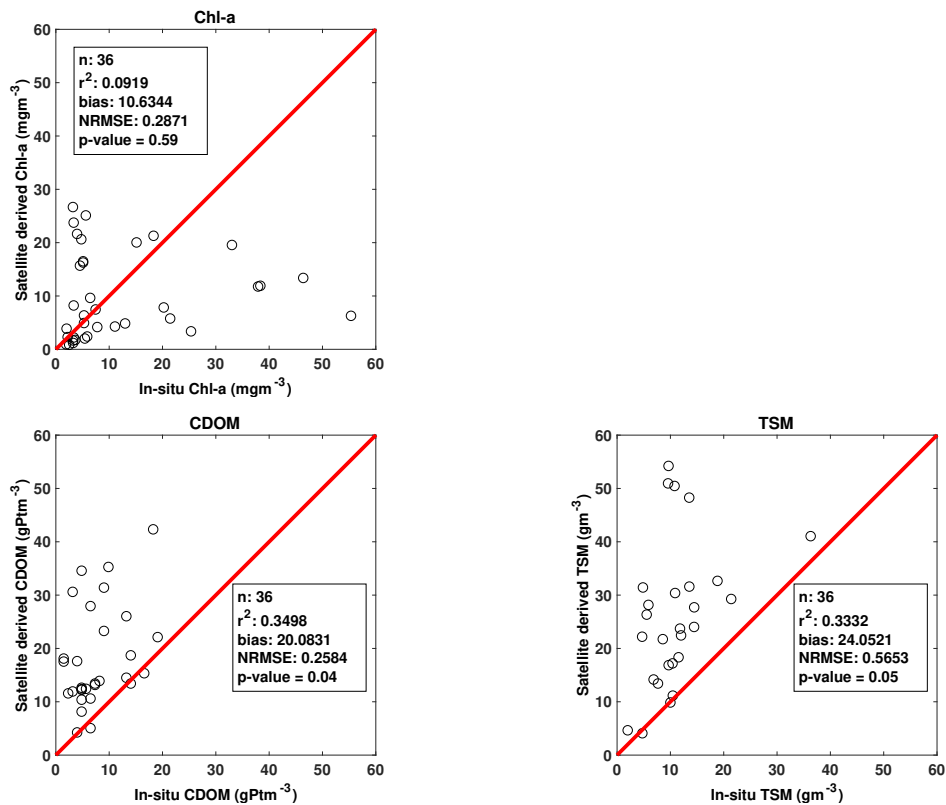 Chl-a
60
50
40
30
20
10
0
Satellite derived Chl-a (mgm⁻³)
n: 36
r²: 0.0919
bias: 10.6344
NRMSE: 0.2871
p-value = 0.59
0 10 20 30 40 50 60
In-situ Chl-a (mgm⁻³)
CDOM
60
50
40
30
20
10
0
Satellite derived CDOM (gPtm⁻³)
n: 36
r²: 0.3498
bias: 20.0831
NRMSE: 0.2584
p-value = 0.04
0 10 20 30 40 50 60
In-situ CDOM (gPtm⁻³)
TSM
60
50
40
30
20
10
0
Satellite derived TSM (gm⁻³)
n: 36
r²: 0.3332
bias: 24.0521
NRMSE: 0.5653
p-value = 0.05
0 10 20 30 40 50 60
In-situ TSM (gm⁻³)